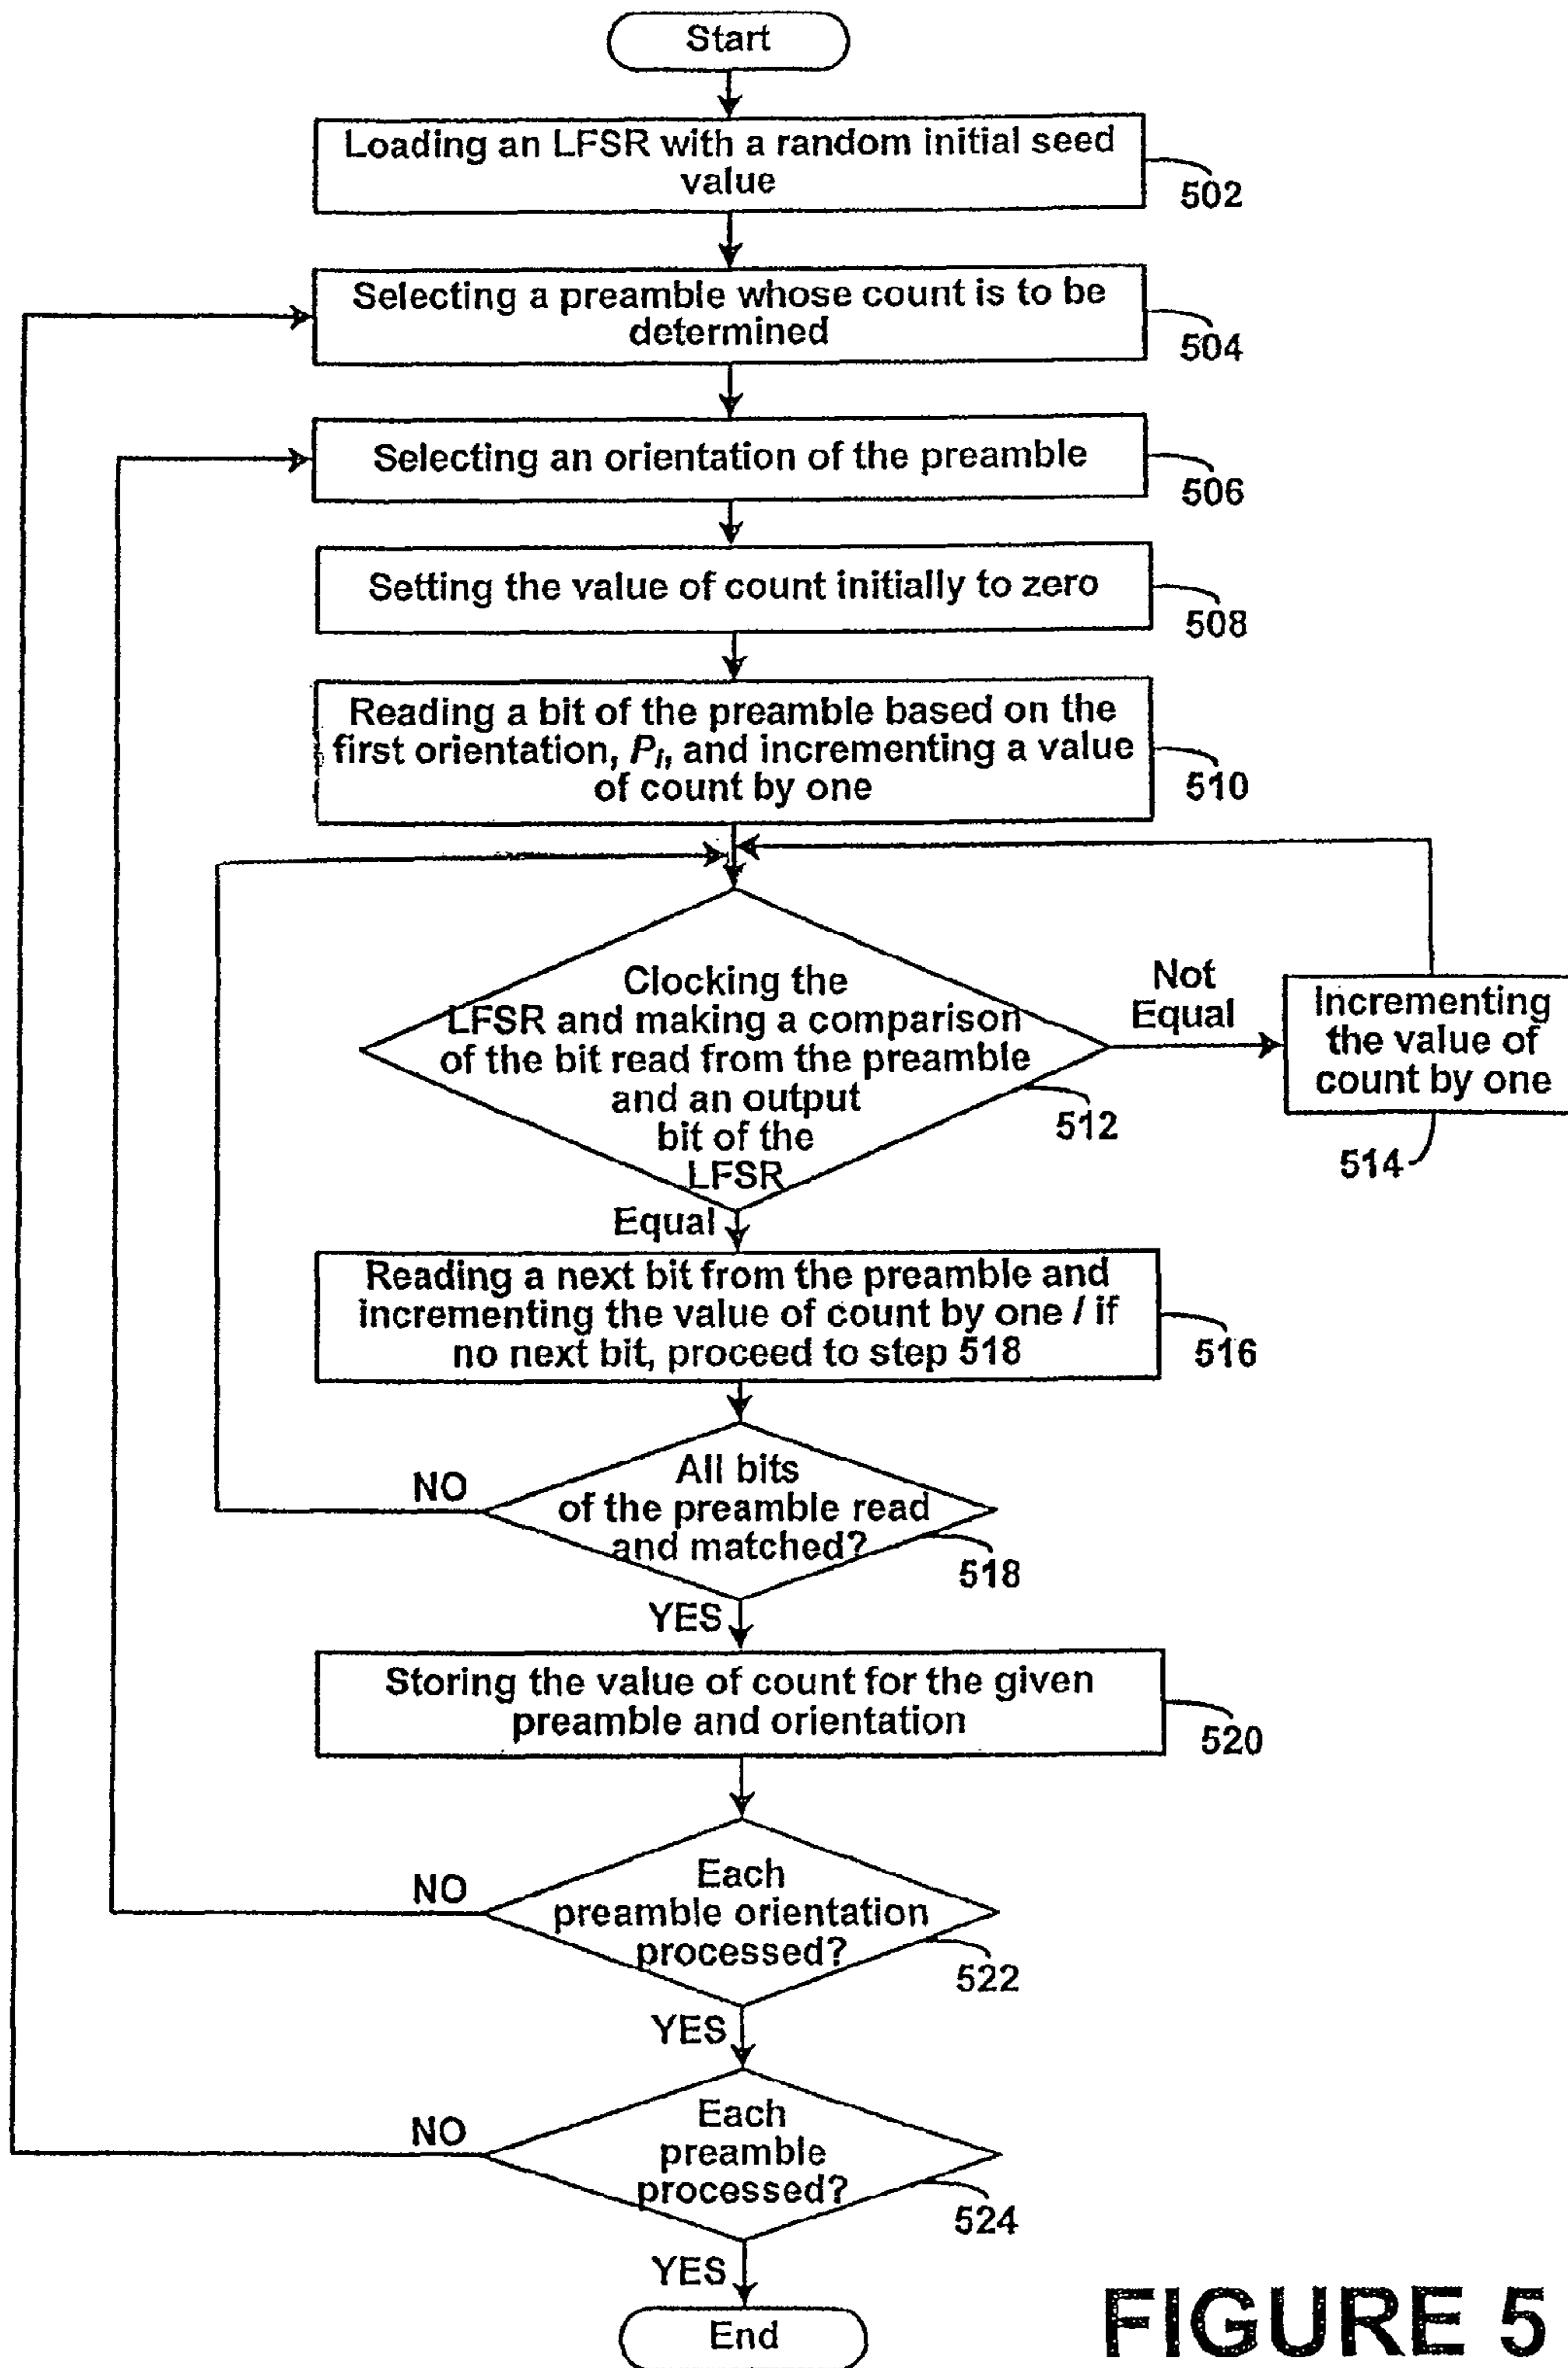 Start
Loading an LFSR with a random initial seed
value
502
Selecting a preamble whose count is to be
determined
504
Selecting an orientation of the preamble
506
Setting the value of count initially to zero
508
Reading a bit of the preamble based on the
first orientation, Pi, and incrementing a value
of count by one
510
Clocking the
LFSR and making a comparison
of the bit read from the preamble
and an output
bit of the
LFSR
512
Not
Equal
Incrementing
the value of
count by one
514
Equal
Reading a next bit from the preamble and
incrementing the value of count by one / if
no next bit, proceed to step 518
516
All bits
of the preamble read
and matched?
518
NO
YES
Storing the value of count for the given
preamble and orientation
520
Each
preamble orientation
processed?
522
NO
YES
Each
preamble
processed?
524
NO
YES
End
FIGURE 5